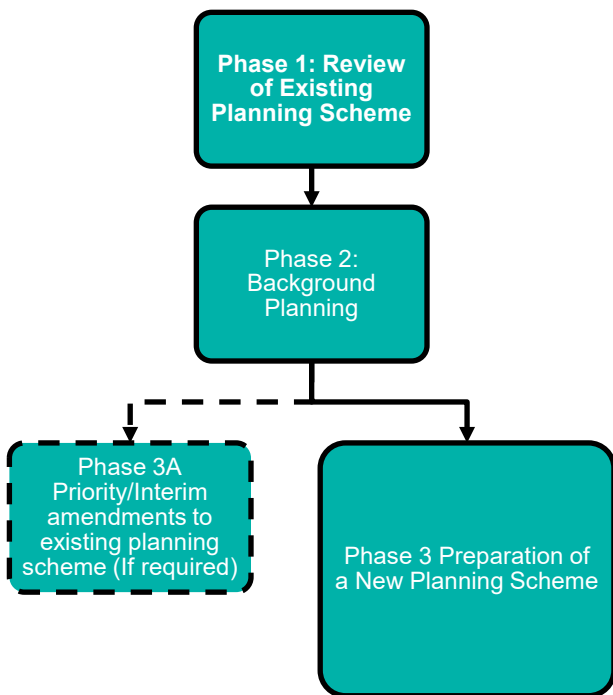 Phase 1: Review
of Existing
Planning Scheme
Phase 2:
Background
Planning
Phase 3A
Priority/Interim
amendments to
existing planning
scheme (If required)
Phase 3 Preparation of
a New Planning Scheme